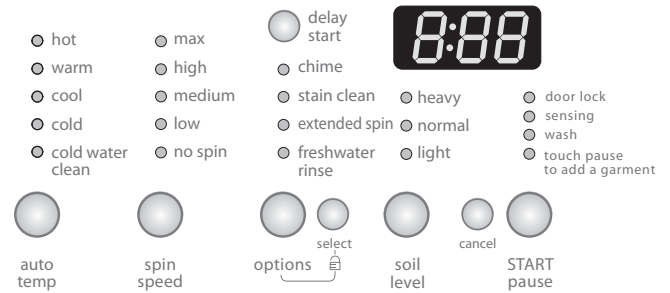 delay
start
8:88
hot
warm
cool
cold
cold water
clean
max
high
medium
low
no spin
chime
stain clean
extended spin
freshwater
rinse
heavy
normal
light
door lock
sensing
wash
touch pause
to add a garment
auto
temp
spin
speed
options
select
soil
level
cancel
START
pause